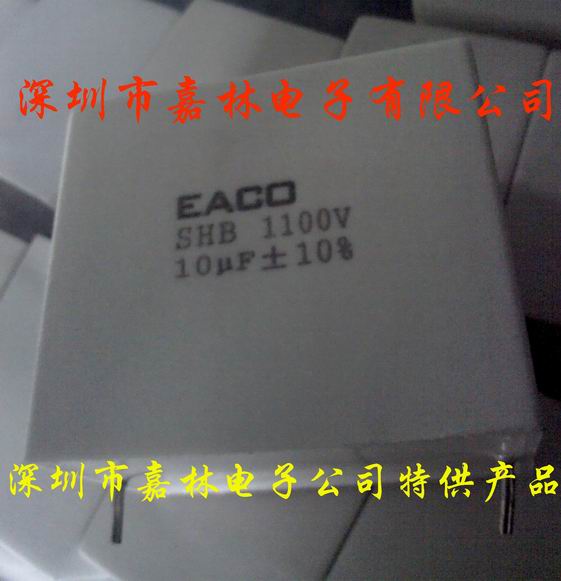 深圳市嘉林电子有限公司
EACO
SHB 1100V
10μF±10%
深圳市嘉林电子公司特供产品